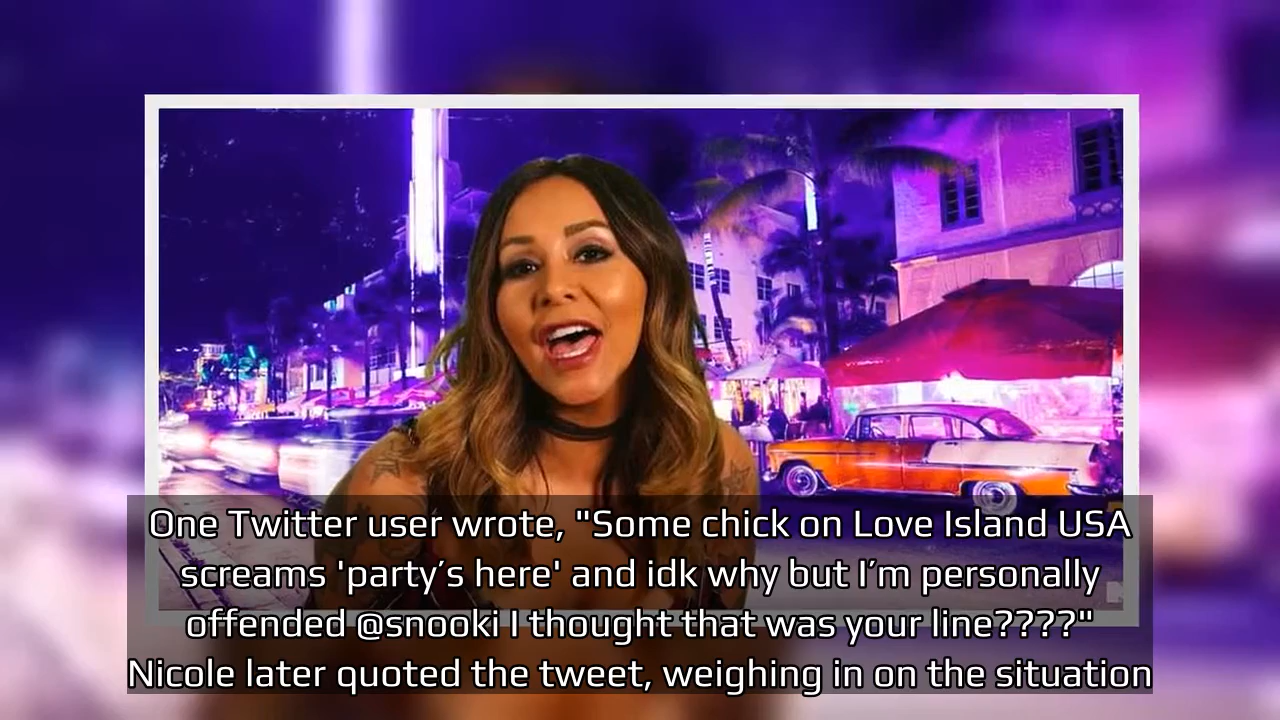 One Twitter user wrote, "Some chick on Love Island USA
screams 'party´s here' and idk why but I´m personally
offended @snooki I thought that was your line????"
Nicole later quoted the tweet, weighing in on the situation